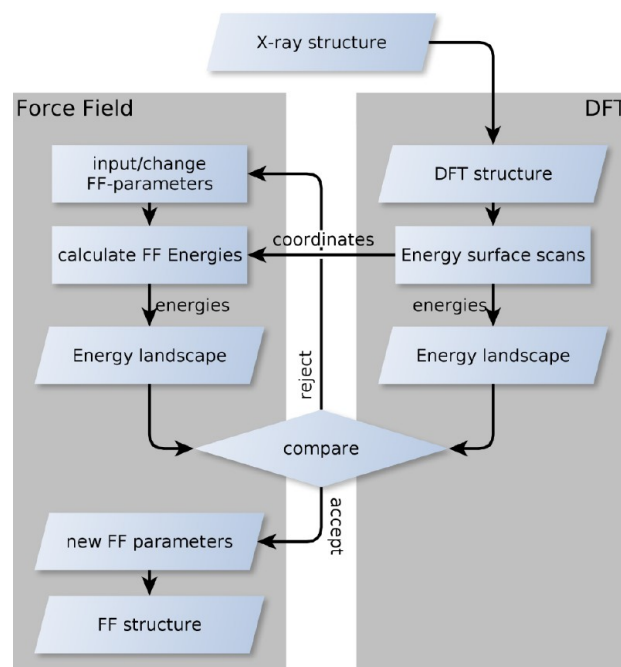 X-ray structure
Force Field
DFT
input/change
FF-parameters
DFT structure
coordinates
calculate FF Energies
Energy surface scans
energies
energies
Energy landscape
Energy landscape
reject
compare
accept
new FF parameters
FF structure